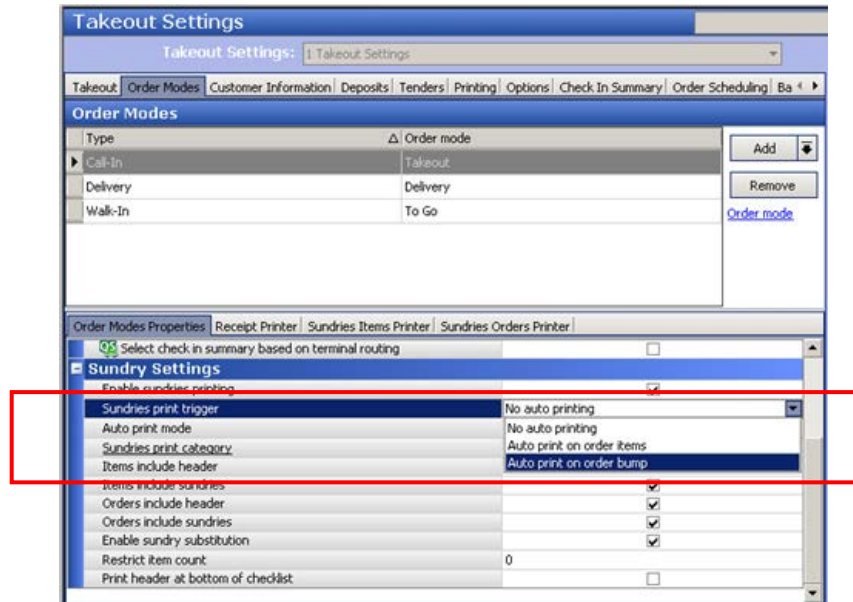 Takeout Settings
Takeout Settings: 1 Takeout Settings
Takeout Order Modes Customer Information Deposits Tenders Printing Options Check In Summary Order Scheduling Ba
Order Modes
Type Order mode
Call-In Takeout
Delivery Delivery
Walk-In To Go
Add
Remove
Order mode
Order Modes Properties Receipt Printer Sundries Items Printer Sundries Orders Printer
QS Select check in summary based on terminal routing
Sundry Settings
Enable sundries printing
Sundries print trigger No auto printing
Auto print mode No auto printing
Sundries print category Auto print on order items
Items include header Auto print on order bump
Items include sundries
Orders include header
Orders include sundries
Enable sundry substitution
Restrict item count 0
Print header at bottom of checklist